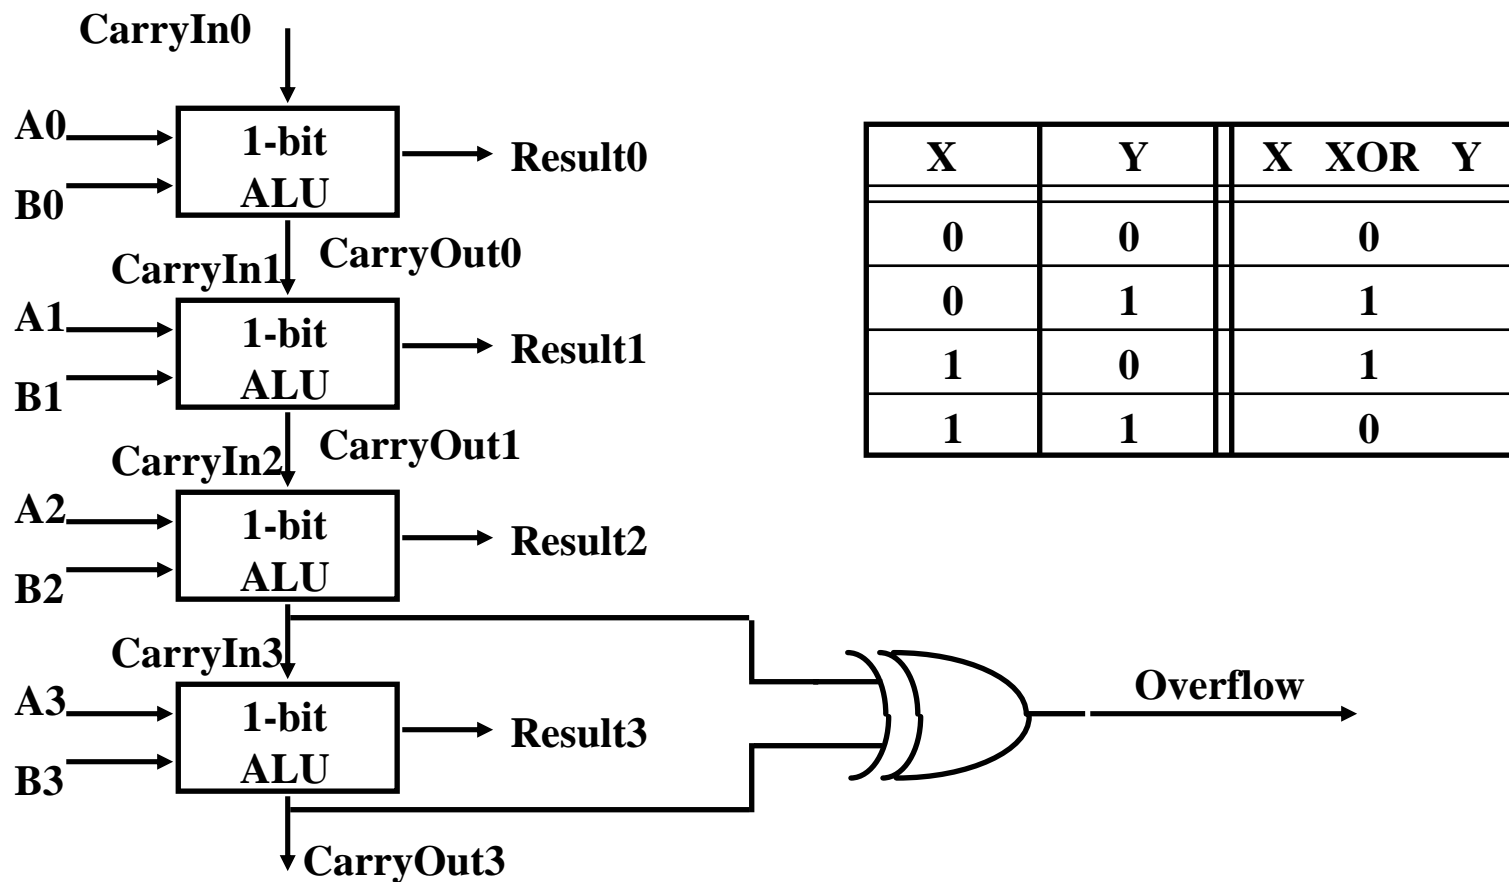 CarryIn0
A0
B0
1-bit
ALU
Result0
CarryIn1
CarryOut0
A1
B1
1-bit
ALU
Result1
CarryIn2
CarryOut1
A2
B2
1-bit
ALU
Result2
CarryIn3
A3
B3
1-bit
ALU
Result3
CarryOut3
Overflow
X Y X XOR Y
0 0 0
0 1 1
1 0 1
1 1 0